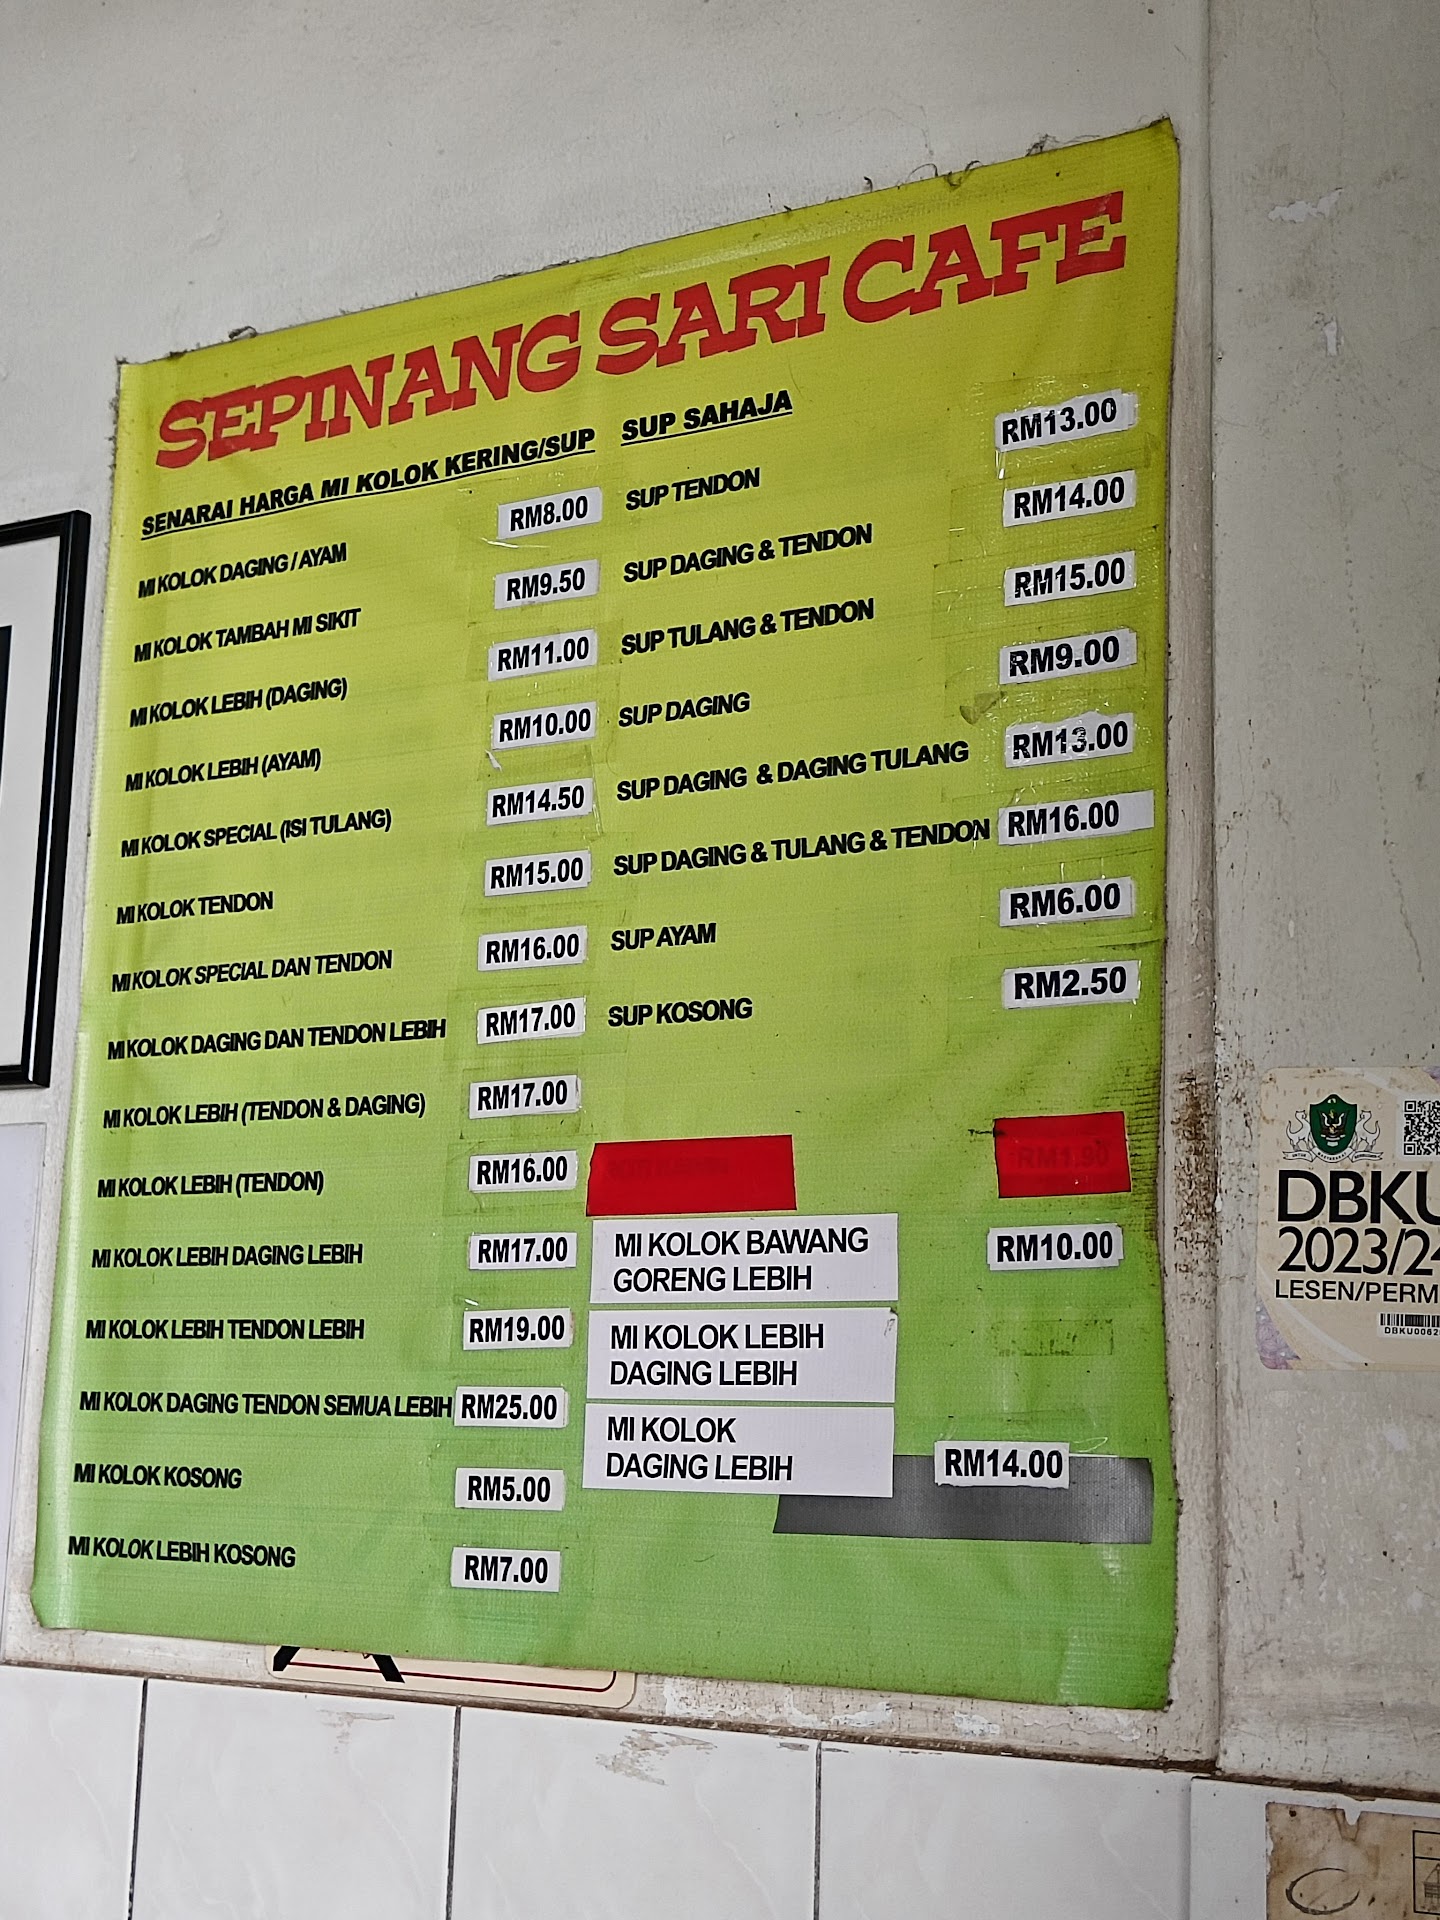 SEPINANG SARI CAFE
SENARAI HARGA MI KOLOK KERING/SUP
MI KOLOK DAGING / AYAM RM8.00
MI KOLOK TAMBAH MI SIKIT RM9.50
MI KOLOK LEBIH (DAGING) RM11.00
MI KOLOK LEBIH (AYAM) RM10.00
MI KOLOK SPECIAL (ISI TULANG) RM14.50
MI KOLOK TENDON RM15.00
MI KOLOK SPECIAL DAN TENDON RM16.00
MI KOLOK DAGING DAN TENDON LEBIH RM17.00
MI KOLOK LEBIH (TENDON & DAGING) RM17.00
MI KOLOK LEBIH (TENDON) RM16.00
MI KOLOK LEBIH DAGING LEBIH RM17.00
MI KOLOK LEBIH TENDON LEBIH RM19.00
MI KOLOK DAGING TENDON SEMUA LEBIH RM25.00
MI KOLOK KOSONG RM5.00
MI KOLOK LEBIH KOSONG RM7.00
SUP SAHAJA
SUP TENDON RM13.00
SUP DAGING & TENDON RM14.00
SUP TULANG & TENDON RM15.00
SUP DAGING RM9.00
SUP DAGING & DAGING TULANG RM13.00
SUP DAGING & TULANG & TENDON RM16.00
SUP AYAM RM6.00
SUP KOSONG RM2.50
RM1.90
MI KOLOK BAWANG RM10.00
GORENG LEBIH
MI KOLOK LEBIH
DAGING LEBIH
MI KOLOK
DAGING LEBIH RM14.00
DBKU
2023/24
LESEN/PERM